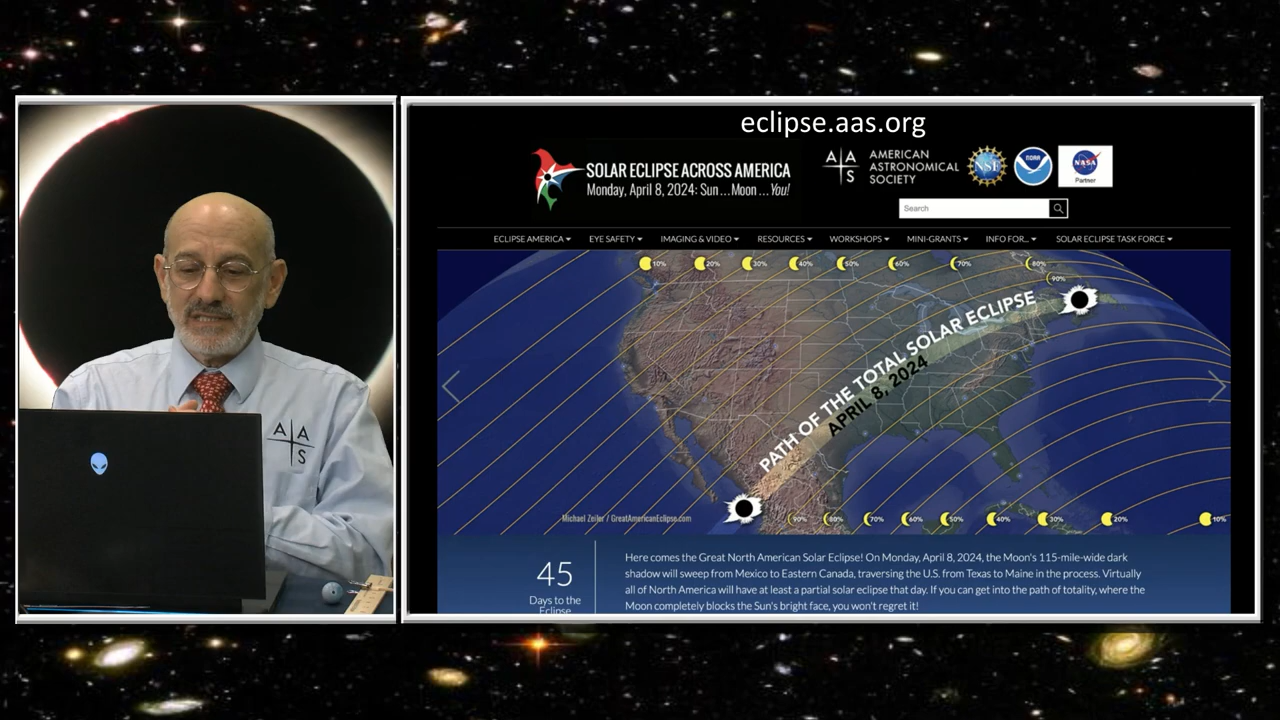 eclipse.aas.org
SOLAR ECLIPSE ACROSS AMERICA
Monday, April 8, 2024: Sun...Moon...You!
A A
S
AMERICAN
ASTRONOMICAL
SOCIETY
NSF
NOAA
NASA
Partner
Search
ECLIPSE AMERICA EYE SAFETY IMAGING & VIDEO RESOURCES WORKSHOPS MINI-GRANTS INFO FOR... SOLAR ECLIPSE TASK FORCE
10% 20% 30% 40% 50% 60% 70% 80%
90%
PATH OF THE TOTAL SOLAR ECLIPSE
APRIL 8, 2024
Michael Zeiler / GreatAmericanEclipse.com
90% 80% 70% 60% 50% 40% 30% 20% 10%
45
Days to the
Eclipse
Here comes the Great North American Solar Eclipse! On Monday, April 8, 2024, the Moon's 115-mile-wide dark
shadow will sweep from Mexico to Eastern Canada, traversing the U.S. from Texas to Maine in the process. Virtually
all of North America will have at least a partial solar eclipse that day. If you can get into the path of totality, where the
Moon completely blocks the Sun's bright face, you won't regret it!
A A
S